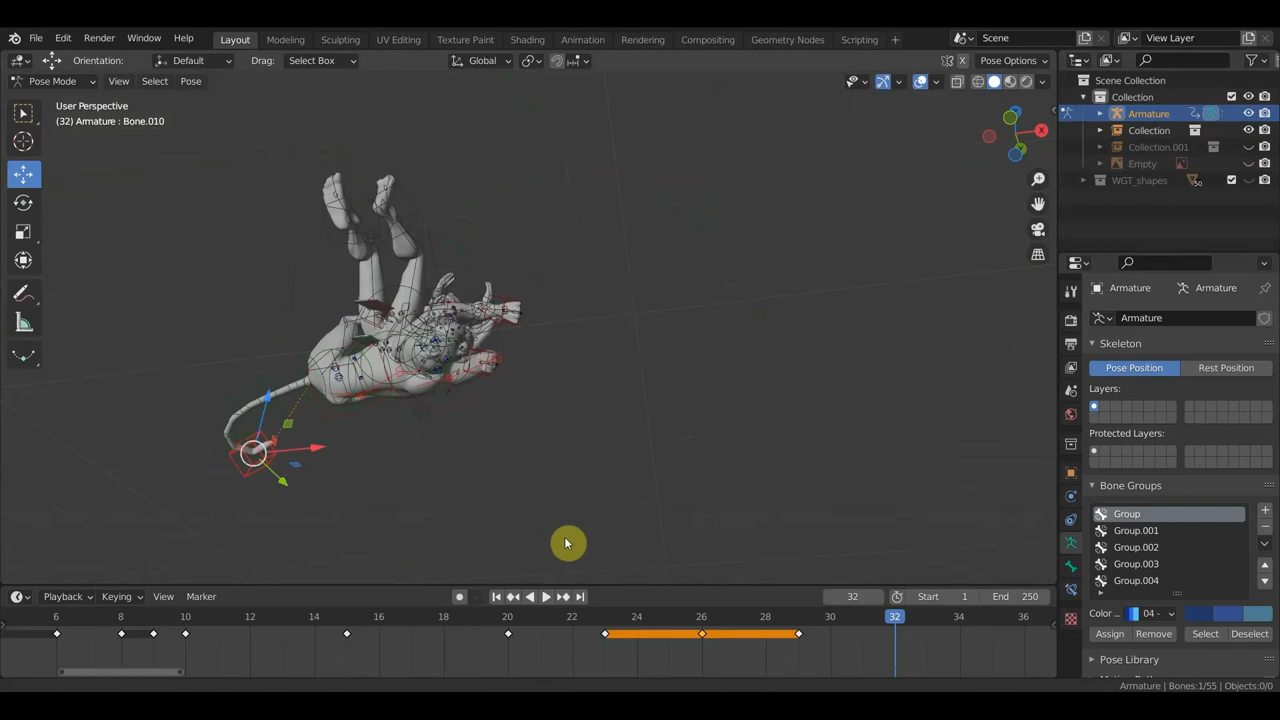 File Edit Render Window Help Layout Modeling Sculpting UV Editing Texture Paint Shading Animation Rendering Compositing Geometry Nodes Scripting + Scene View Layer
Orientation: Default Drag: Select Box Global Pose Options
Pose Mode View Select Pose
User Perspective
(32) Armature : Bone.010
X
Scene Collection
Collection
Armature
Collection
Collection.001
Empty
WGT_shapes 50
Armature Armature
Armature
Skeleton
Pose Position Rest Position
Layers:
Protected Layers:
Bone Groups
Group
Group.001
Group.002
Group.003
Group.004
Color ... 04 -
Assign Remove Select Deselect
Pose Library
Playback Keying View Marker 32 Start 1 End 250
6 8 10 12 14 16 18 20 22 24 26 28 32 34 36
Armature | Bones:1/55 | Objects:0/0